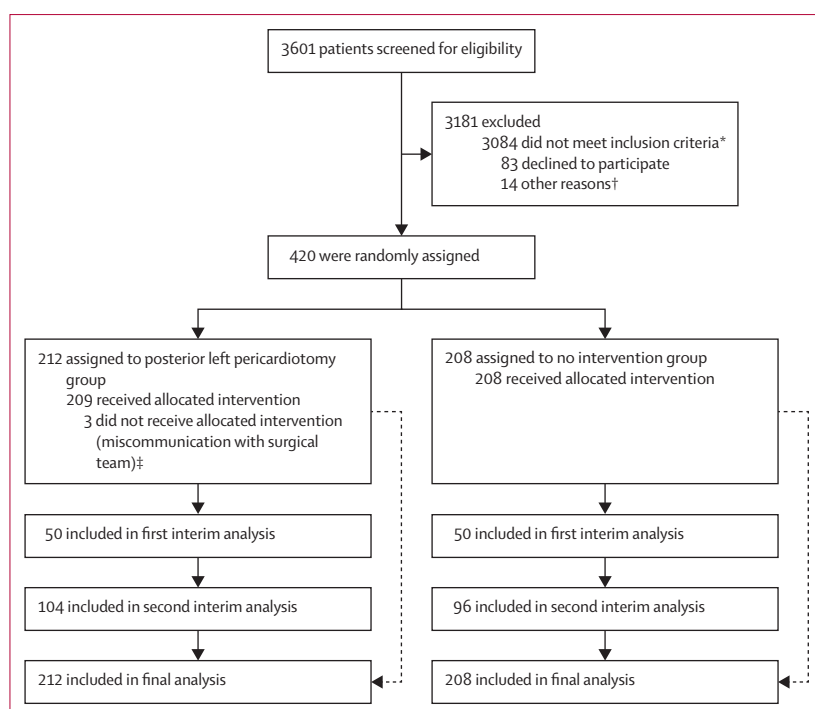 3601 patients screened for eligibility
3181 excluded
3084 did not meet inclusion criteria*
83 declined to participate
14 other reasons†
420 were randomly assigned
212 assigned to posterior left pericardiotomy
group
209 received allocated intervention
3 did not receive allocated intervention
(miscommunication with surgical
team)‡
208 assigned to no intervention group
208 received allocated intervention
50 included in first interim analysis
50 included in first interim analysis
104 included in second interim analysis
96 included in second interim analysis
212 included in final analysis
208 included in final analysis